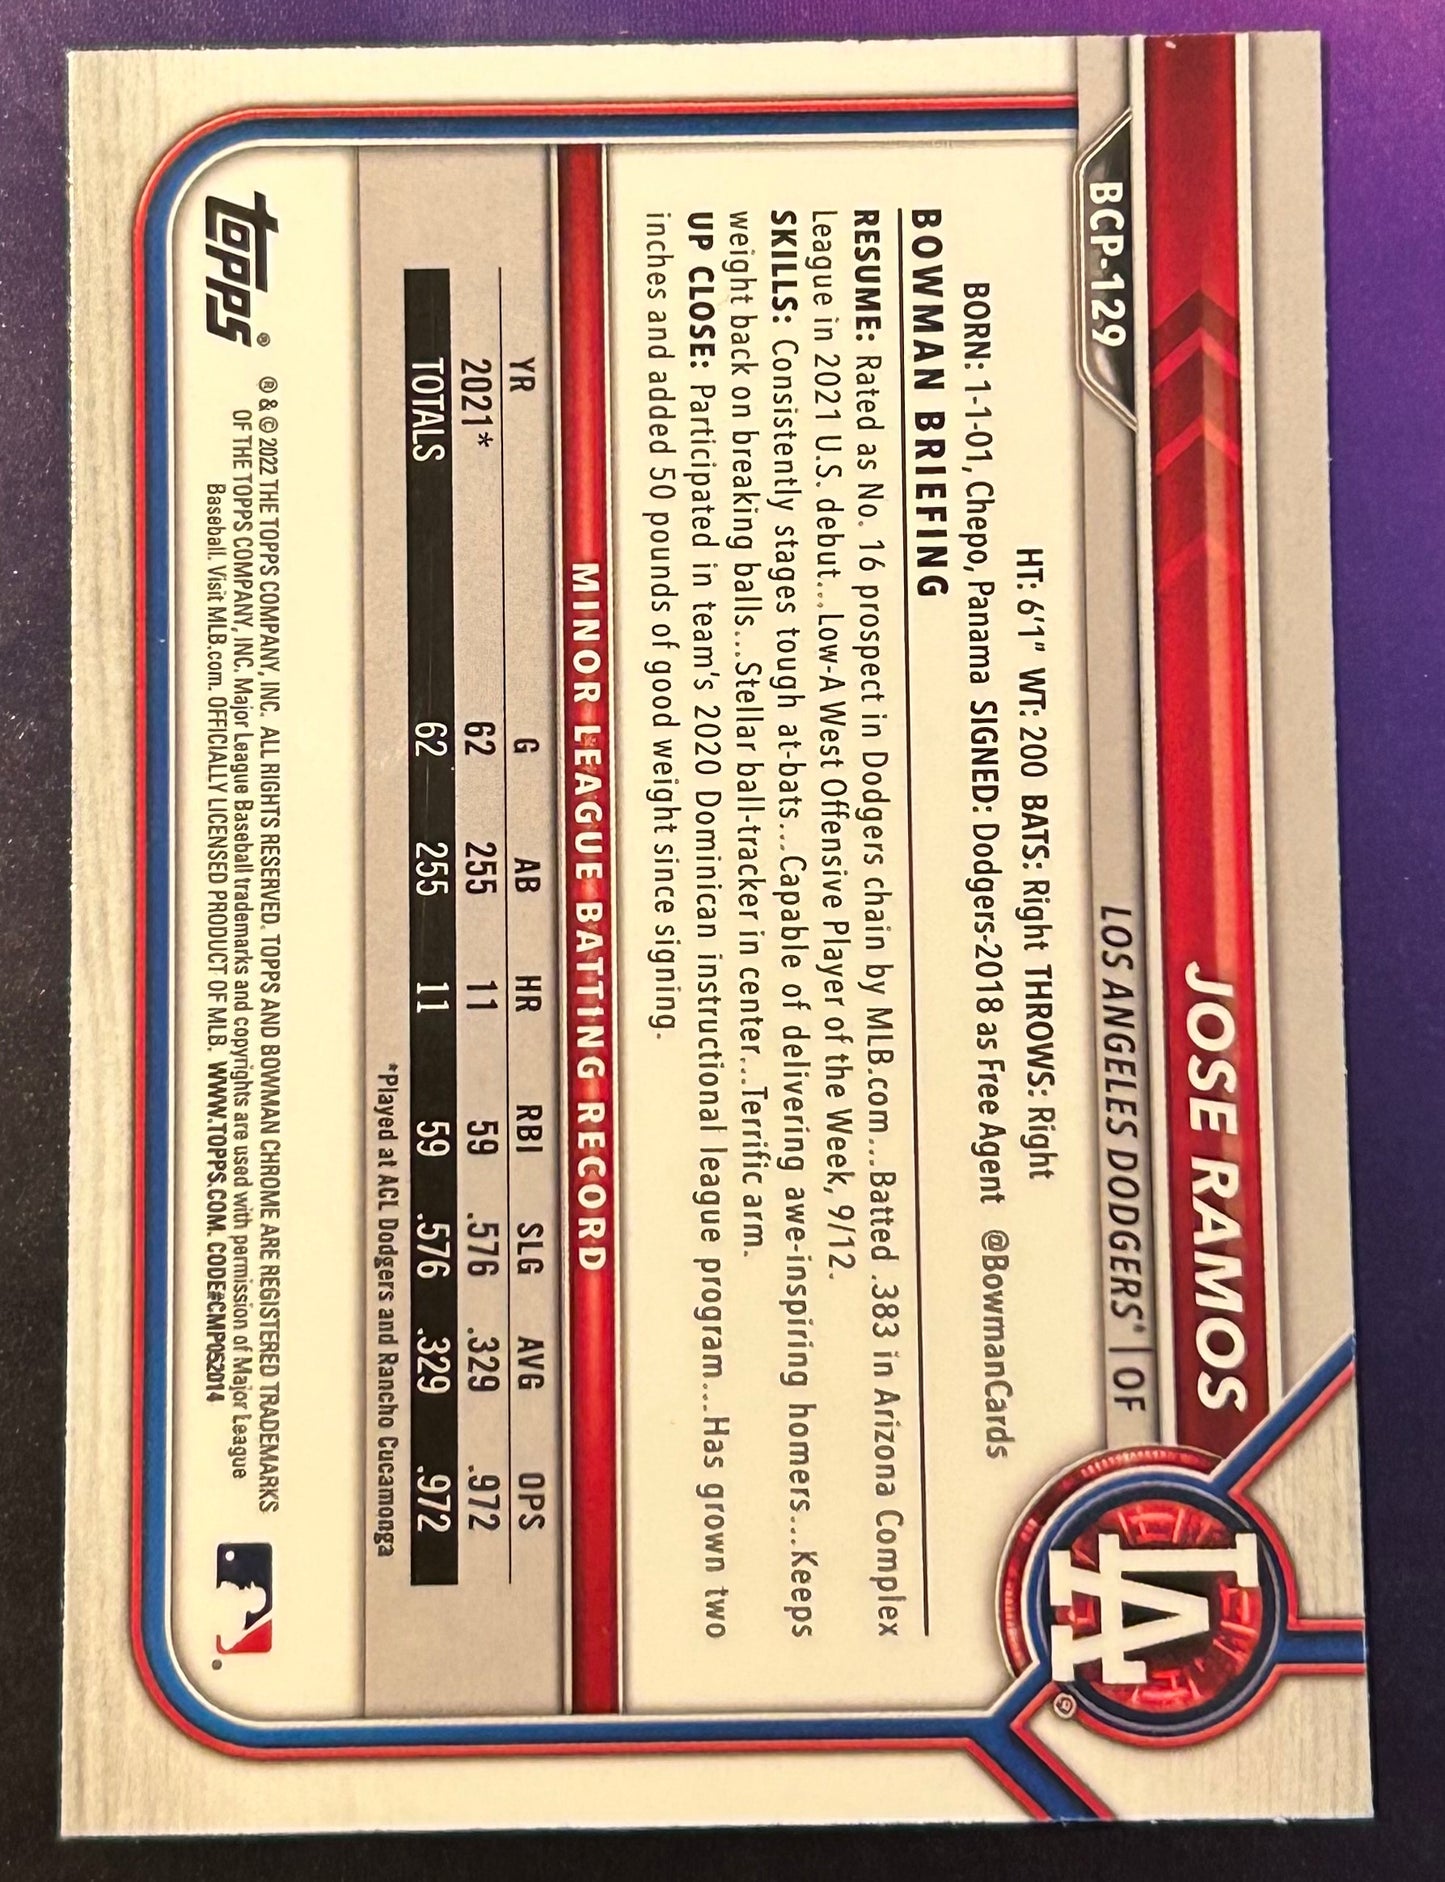 JOSE RAMOS
BCP-129
LOS ANGELES DODGERS® | OF
LA®
HT: 6'1" WT: 200 BATS: Right THROWS: Right
BORN: 1-1-01, Chepo, Panama SIGNED: Dodgers-2018 as Free Agent @BowmanCards
BOWMAN BRIEFING
RESUME: Rated as No. 16 prospect in Dodgers chain by MLB.com...Batted .383 in Arizona Complex
League in 2021 U.S. debut...Low-A West Offensive Player of the Week, 9/12.
SKILLS: Consistently stages tough at-bats...Capable of delivering awe-inspiring homers...Keeps
weight back on breaking balls...Stellar ball-tracker in center...Terrific arm.
UP CLOSE: Participated in team's 2020 Dominican instructional league program...Has grown two
inches and added 50 pounds of good weight since signing.
MINOR LEAGUE BATTING RECORD
YR G AB HR RBI SLG AVG OPS
2021* 62 255 11 59 .576 .329 .972
TOTALS 62 255 11 59 .576 .329 .972
*Played at ACL Dodgers and Rancho Cucamonga
topps®
® & © 2022 THE TOPPS COMPANY, INC. ALL RIGHTS RESERVED. TOPPS AND BOWMAN CHROME ARE REGISTERED TRADEMARKS
OF THE TOPPS COMPANY, INC. Major League Baseball trademarks and copyrights are used with permission of Major League
Baseball. Visit MLB.com. OFFICIALLY LICENSED PRODUCT OF MLB. WWW.TOPPS.COM. CODE#CMP052014